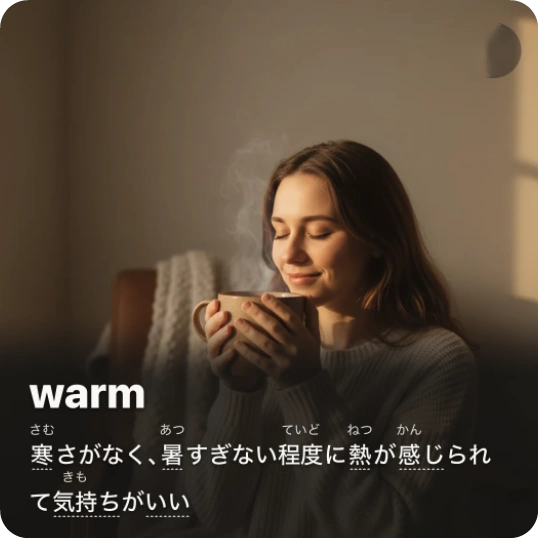 warm
さむ あつ ていど ねつ かん
寒さがなく、暑すぎない程度に熱が感じられ
きも
て気持ちがいい